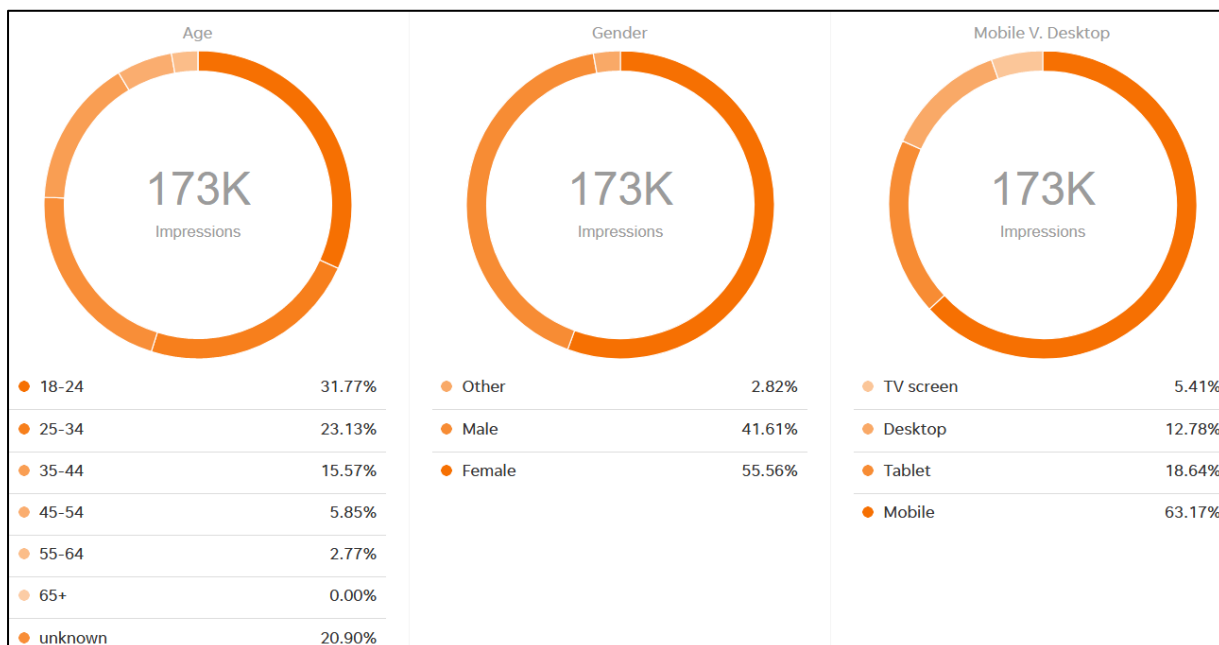 Age
173K
Impressions
18-24 31.77%
25-34 23.13%
35-44 15.57%
45-54 5.85%
55-64 2.77%
65+ 0.00%
unknown 20.90%
Gender
173K
Impressions
Other 2.82%
Male 41.61%
Female 55.56%
Mobile V. Desktop
173K
Impressions
TV screen 5.41%
Desktop 12.78%
Tablet 18.64%
Mobile 63.17%